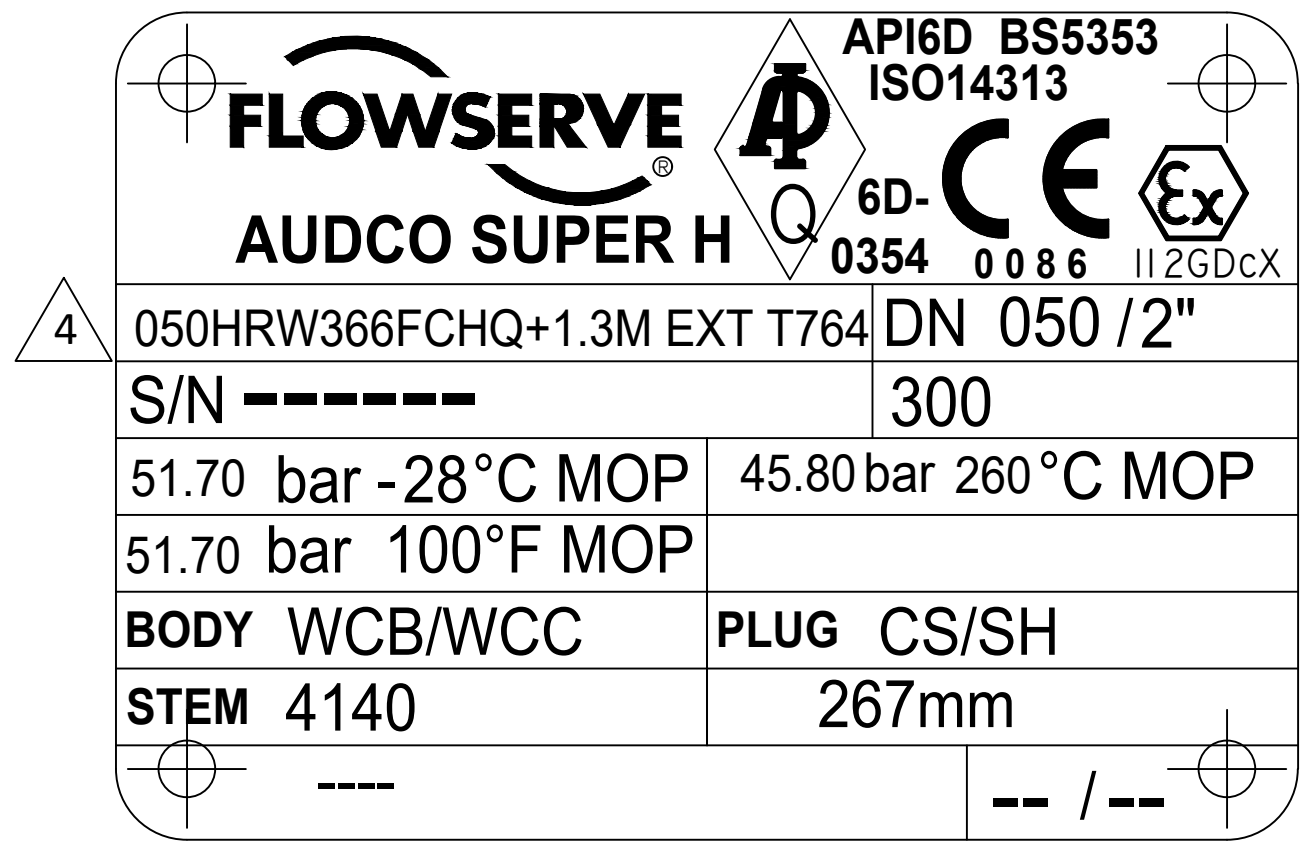 FLOWSERVE®
AUDCO SUPER H
API
Q
API6D BS5353
ISO14313
6D-
0354
CE
0086
Ex
II 2GDcX
4
050HRW366FCHQ+1.3M EXT T764
DN 050 /2"
S/N ------
300
51.70 bar -28°C MOP
45.80 bar 260 °C MOP
51.70 bar 100°F MOP
BODY WCB/WCC
PLUG CS/SH
STEM 4140
267mm
----
-- / --